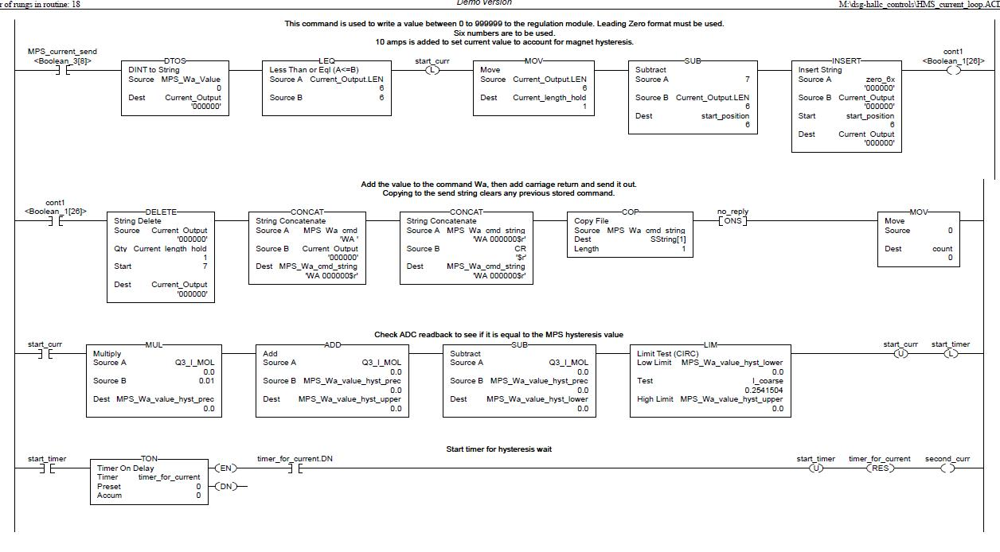 r of rungs in routine: 18
Demo Version
M:\dsg-hallc_controls\HMS_current_loop.ACD
This command is used to write a value between 0 to 999999 to the regulation module. Leading Zero format must be used.
Six numbers are to be used.
10 amps is added to set current value to account for magnet hysteresis.
MPS_current_send
<Boolean_3[8]>
DTOS
DINT to String
Source MPS_Wa_Value
0
Dest Current_Output
'000000'
LEQ
Less Than or Eql (A<=B)
Source A Current_Output.LEN
6
Source B 6
start_curr
L
MOV
Move
Source Current_Output.LEN
6
Dest Current_length_hold
1
SUB
Subtract
Source A 7
Source B Current_Output.LEN
6
Dest start_position
6
INSERT
Insert String
Source A zero_6x
'000000'
Source B Current_Output
'000000'
Start start_position
6
Dest Current_Output
'000000'
cont1
<Boolean_1[26]>
Add the value to the command Wa, then add carriage return and send it out.
Copying to the send string clears any previous stored command.
cont1
<Boolean_1[26]>
DELETE
String Delete
Source Current_Output
'000000'
Qty Current_length_hold
1
Start 7
Dest Current_Output
'000000'
CONCAT
String Concatenate
Source A MPS_Wa_cmd
'WA '
Source B Current_Output
'000000'
Dest MPS_Wa_cmd_string
'WA 000000$r'
CONCAT
String Concatenate
Source A MPS_Wa_cmd_string
'WA 000000$r'
Source B CR
'$r'
Dest MPS_Wa_cmd_string
'WA 000000$r'
COP
Copy File
Source MPS_Wa_cmd_string
Dest SString[1]
Length 1
no_reply
ONS
MOV
Move
Source 0
Dest count
0
Check ADC readback to see if it is equal to the MPS hysteresis value
start_curr
MUL
Multiply
Source A Q3_I_MOL
0.0
Source B 0.01
Dest MPS_Wa_value_hyst_prec
0.0
ADD
Add
Source A Q3_I_MOL
0.0
Source B MPS_Wa_value_hyst_prec
0.0
Dest MPS_Wa_value_hyst_upper
0.0
SUB
Subtract
Source A Q3_I_MOL
0.0
Source B MPS_Wa_value_hyst_prec
0.0
Dest MPS_Wa_value_hyst_lower
0.0
LIM
Limit Test (CIRC)
Low Limit MPS_Wa_value_hyst_lower
0.0
Test I_coarse
0.2541504
High Limit MPS_Wa_value_hyst_upper
0.0
start_curr
U
start_timer
L
Start timer for hysteresis wait
start_timer
TON
Timer On Delay
Timer timer_for_current
Preset 0
Accum 0
EN
DN
timer_for_current.DN
start_timer
U
timer_for_current
RES
second_curr